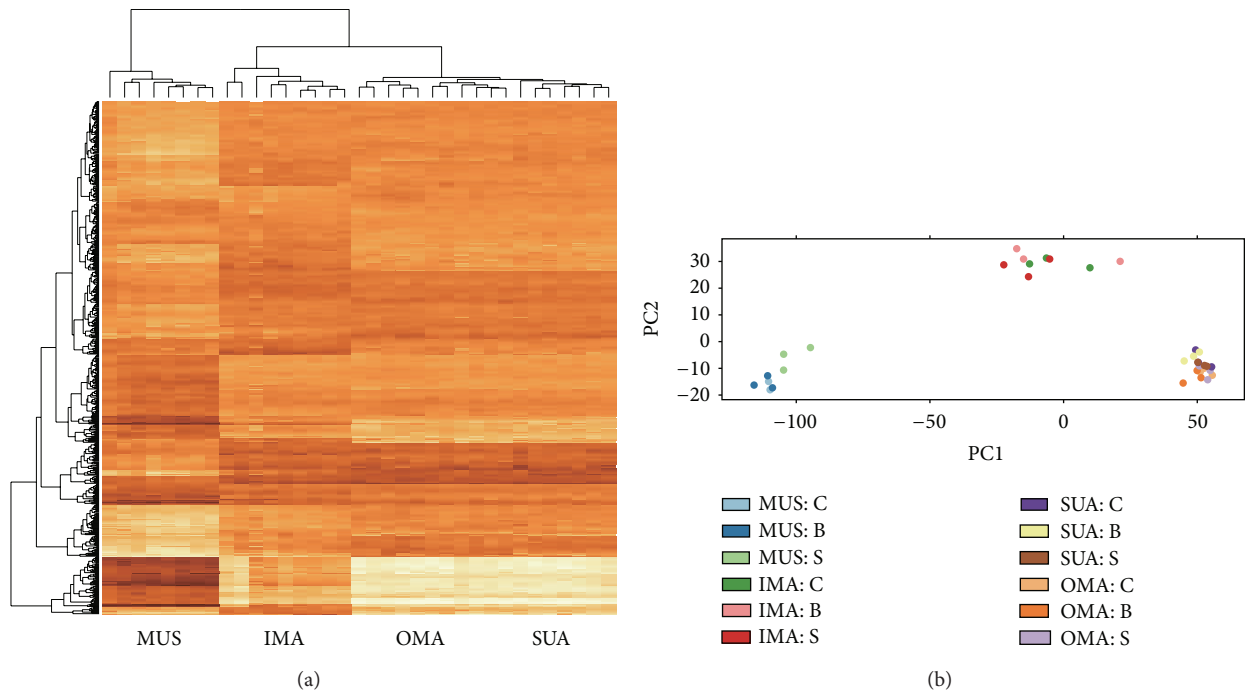 MUS IMA OMA SUA
(a)
PC2
30
20
10
0
−10
−20
−100 −50 0 50
PC1
MUS: C
MUS: B
MUS: S
IMA: C
IMA: B
IMA: S
SUA: C
SUA: B
SUA: S
OMA: C
OMA: B
OMA: S
(b)